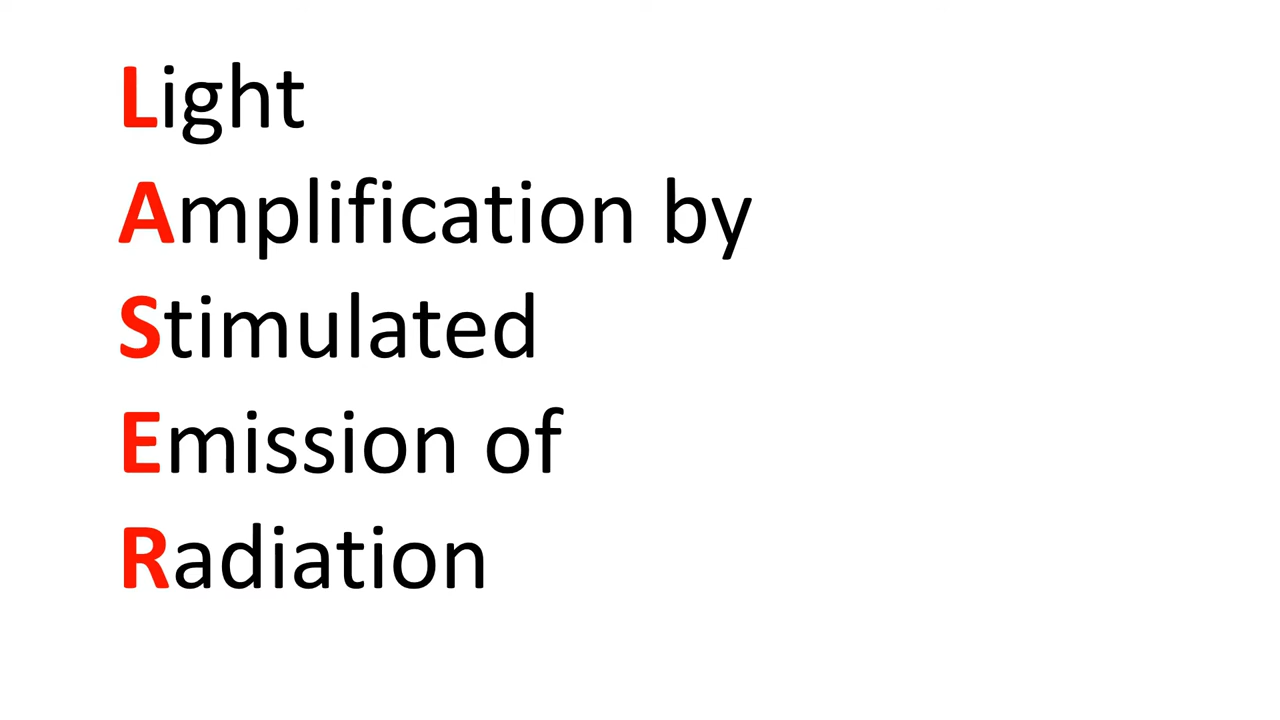 Light
Amplification by
Stimulated
Emission of
Radiation